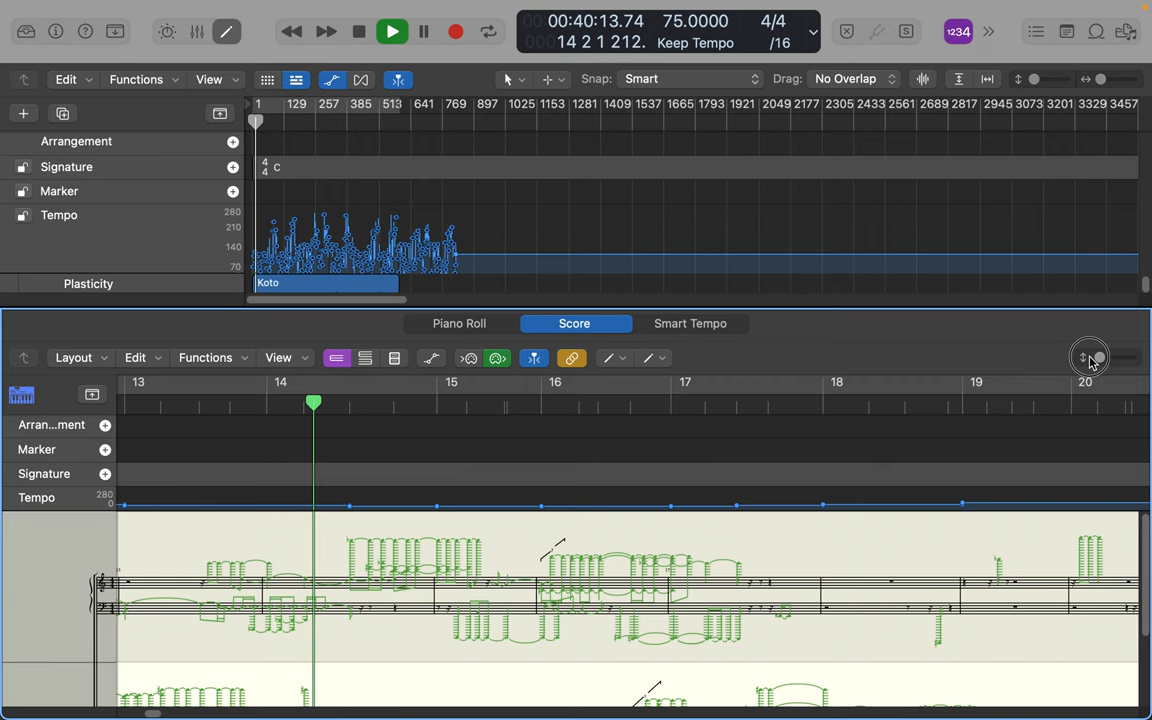 00:40:13.74 75.0000 4/4
14 2 1 212. Keep Tempo /16
1234
Edit Functions View Snap: Smart Drag: No Overlap
1 129 257 385 513 641 769 897 1025 1153 1281 1409 1537 1665 1793 1921 2049 2177 2305 2433 2561 2689 2817 2945 3073 3201 3329 3457
Arrangement
Signature 4 4 C
Marker
Tempo 280
210
140
70
Plasticity Koto
Piano Roll Score Smart Tempo
Layout Edit Functions View
13 14 15 16 17 18 19 20
Arran...ment
Marker
Signature
Tempo 280
0